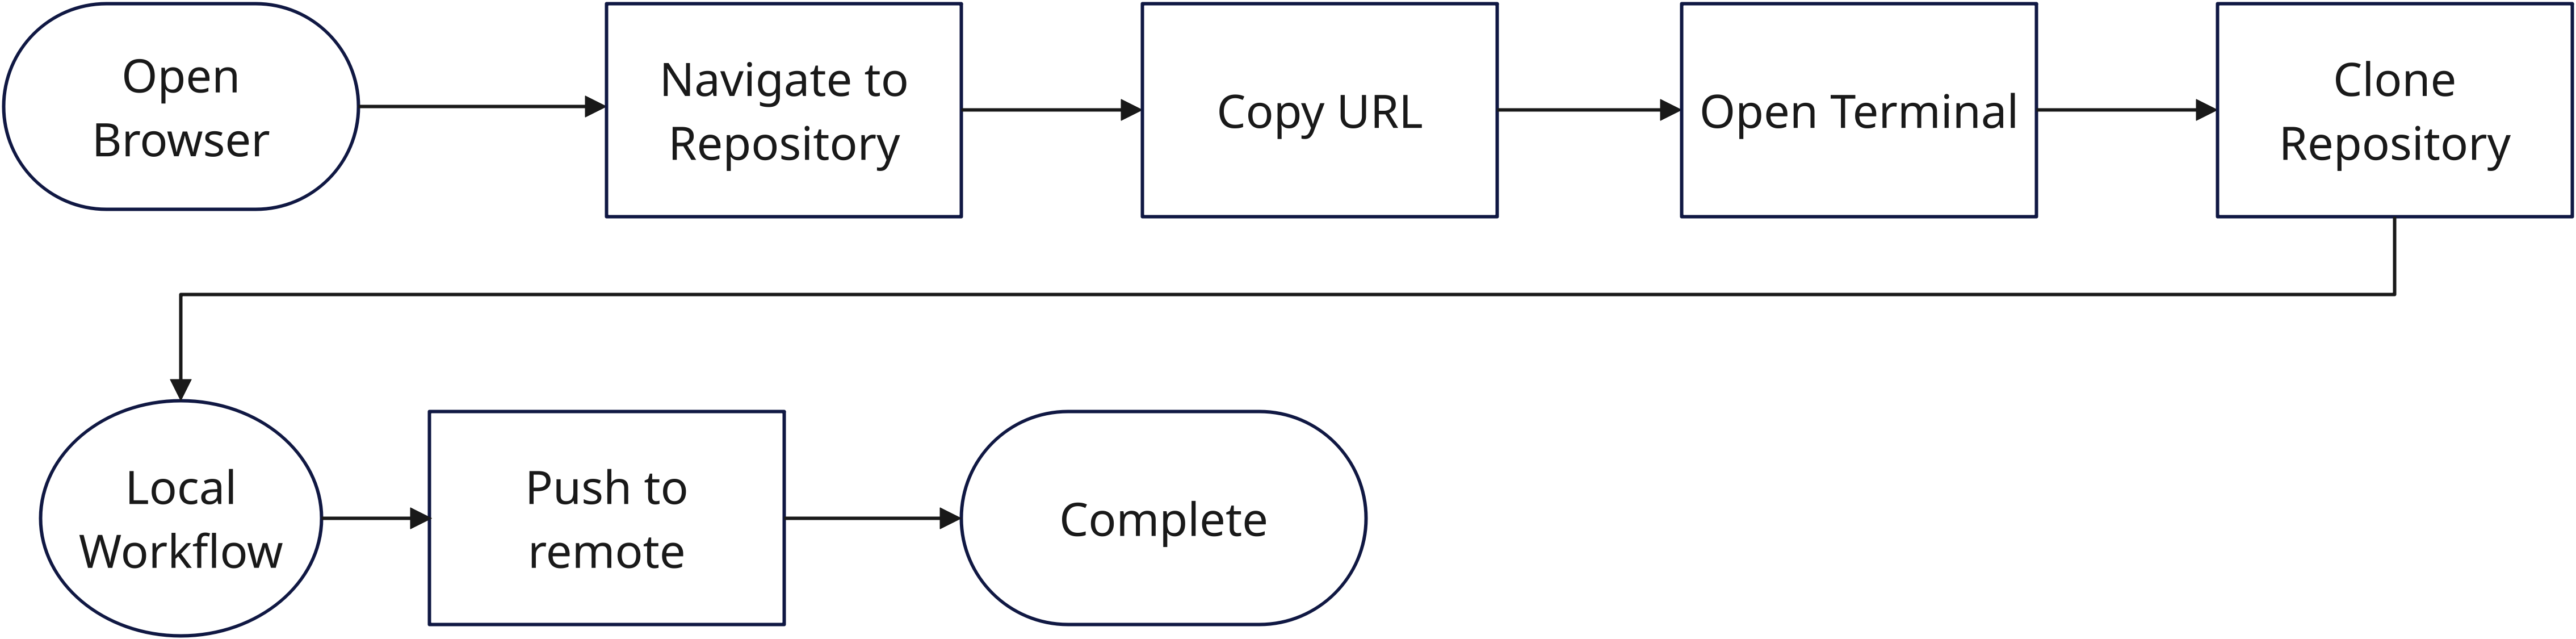 Open
Browser
Navigate to
Repository
Copy URL
Open Terminal
Clone
Repository
Local
Workflow
Push to
remote
Complete